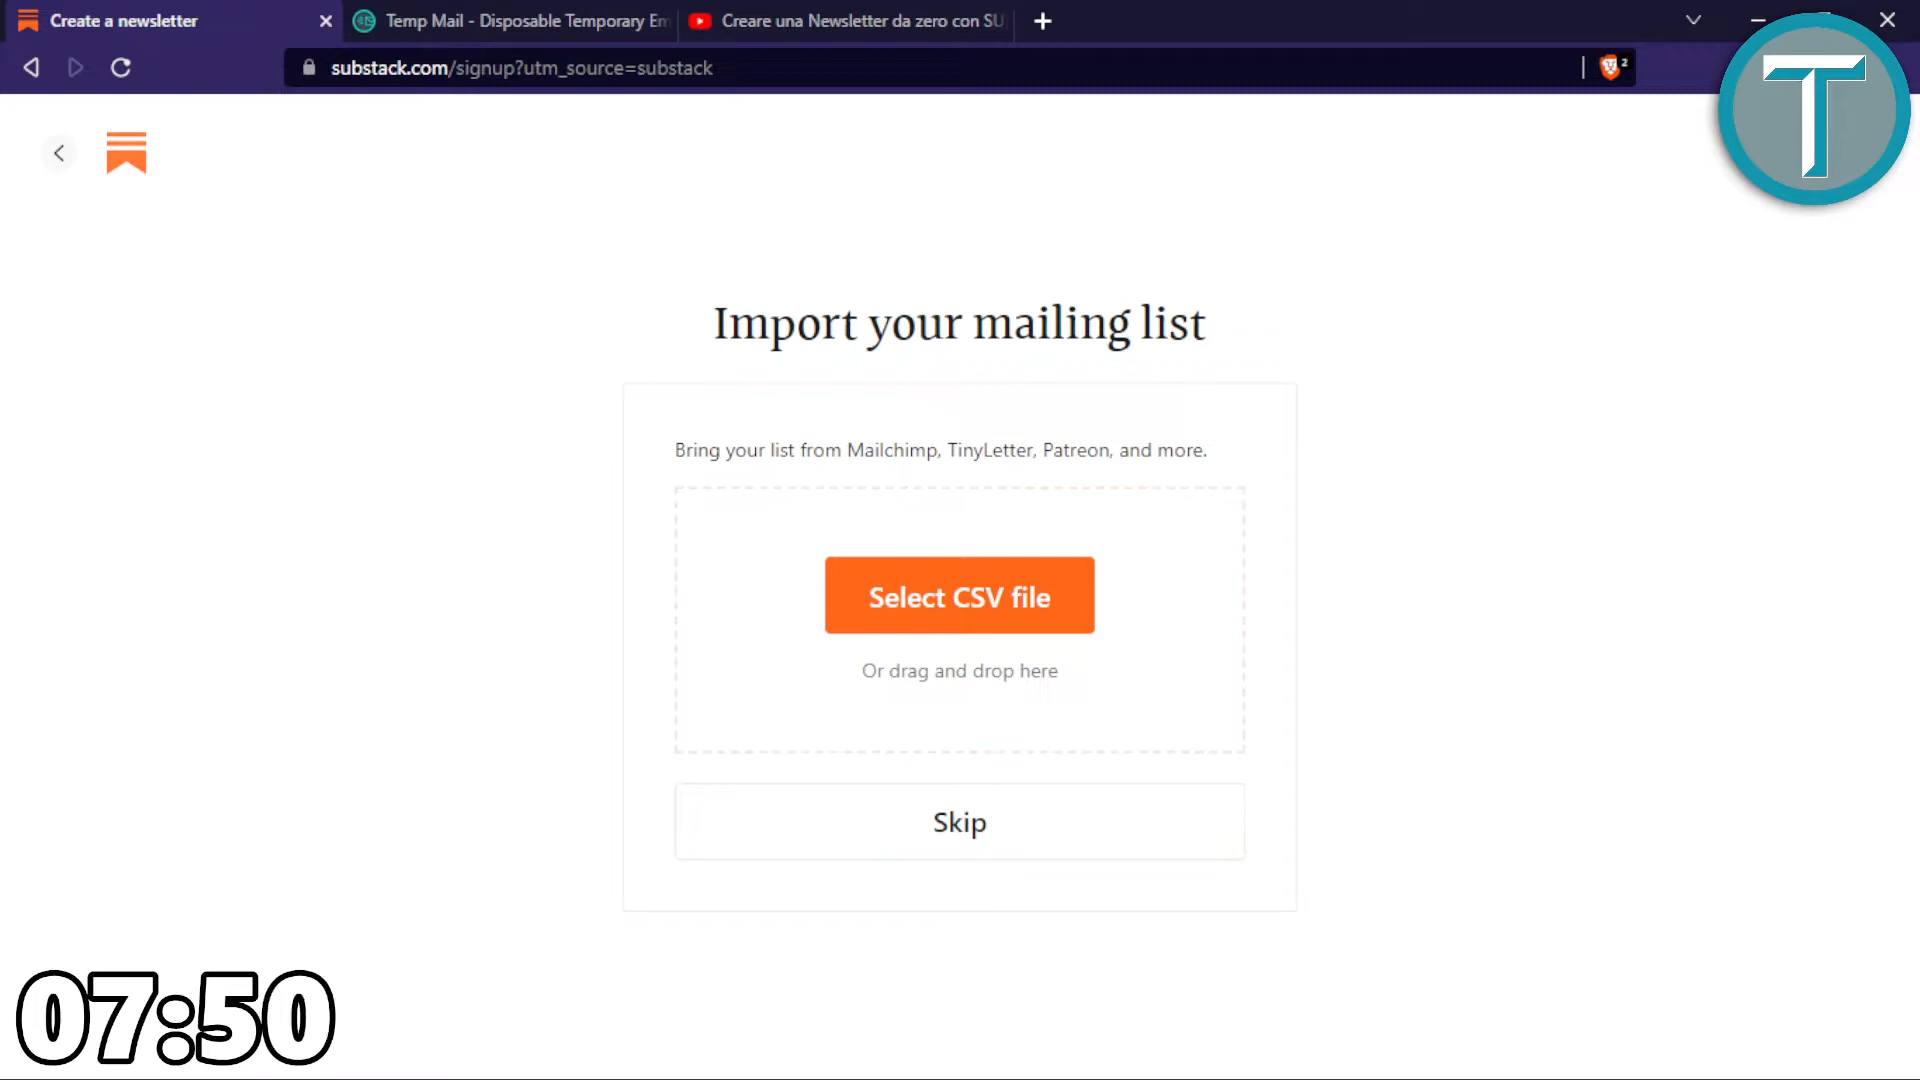 Create a newsletter
Temp Mail - Disposable Temporary Em
Creare una Newsletter da zero con SU
substack.com/signup?utm_source=substack
2
T
Import your mailing list
Bring your list from Mailchimp, TinyLetter, Patreon, and more.
Select CSV file
Or drag and drop here
Skip
07:50